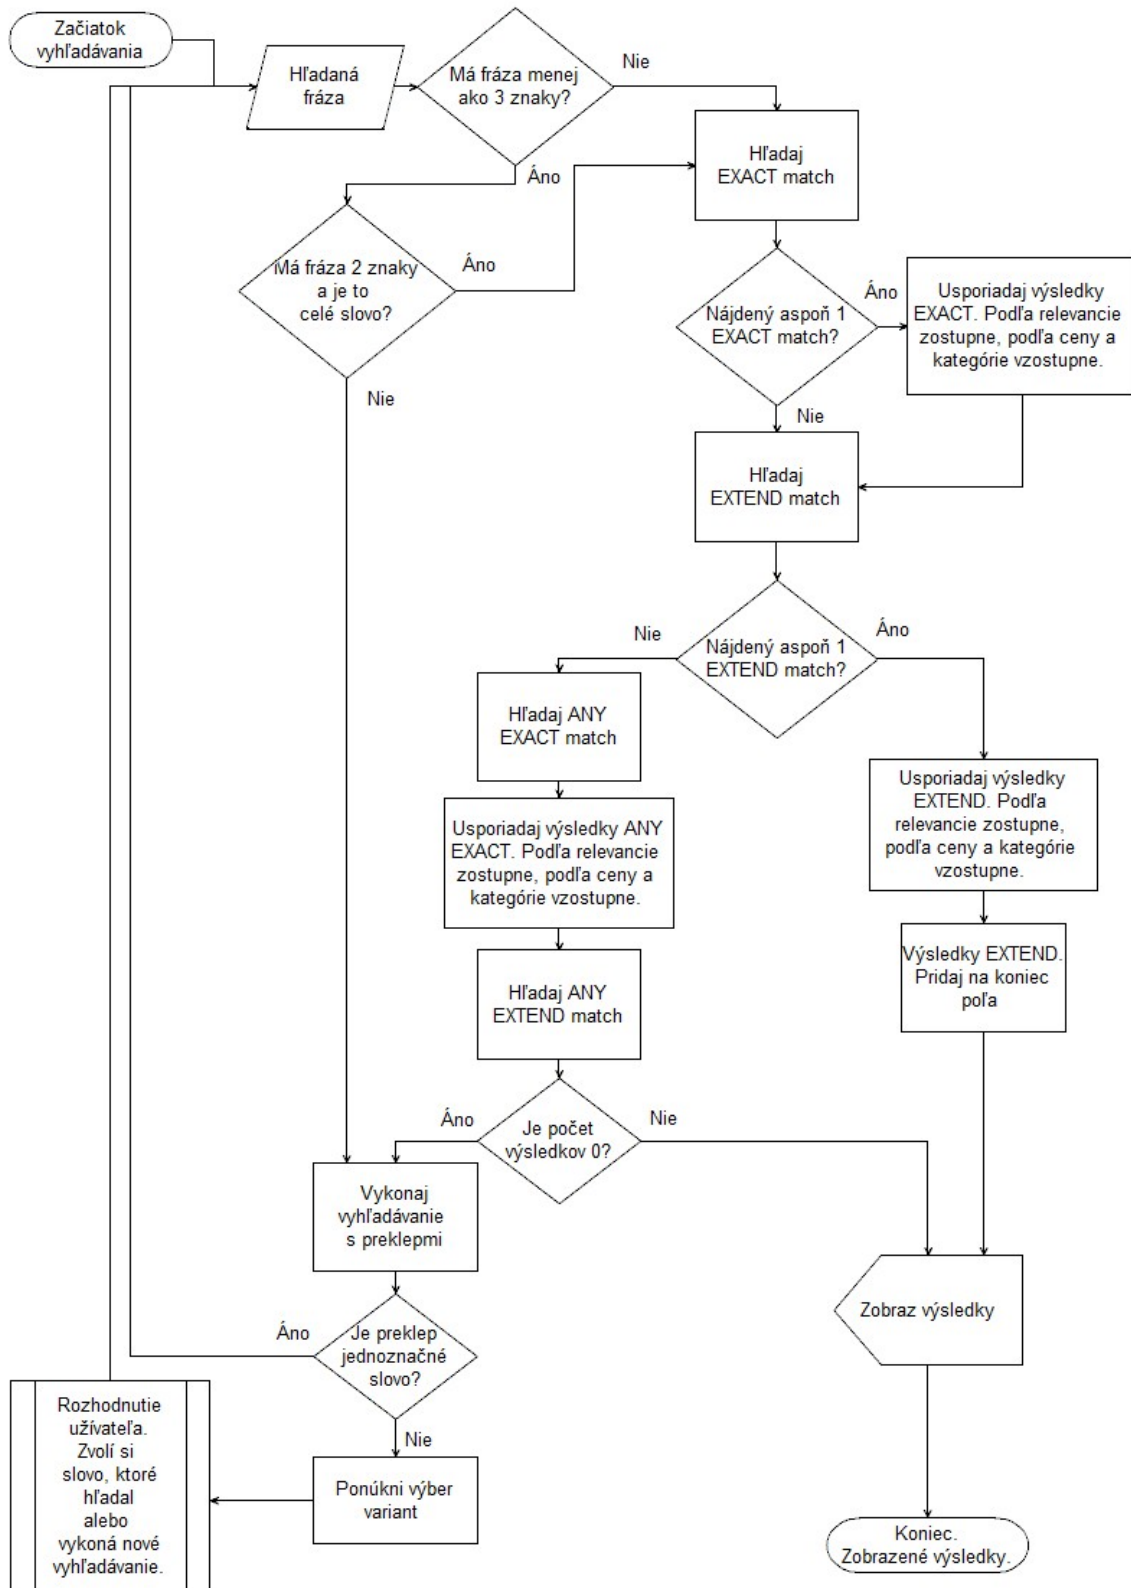 Začiatok
vyhľadávania
Hľadaná
fráza
Má fráza menej
ako 3 znaky?
Nie
Áno
Hľadaj
EXACT match
Má fráza 2 znaky
a je to
celé slovo?
Áno
Nie
Nájdený aspoň 1
EXACT match?
Áno
Nie
Usporiadaj výsledky
EXACT. Podľa relevancie
zostupne, podľa ceny a
kategórie vzostupne.
Hľadaj
EXTEND match
Nájdený aspoň 1
EXTEND match?
Nie
Áno
Hľadaj ANY
EXACT match
Usporiadaj výsledky ANY
EXACT. Podľa relevancie
zostupne, podľa ceny a
kategórie vzostupne.
Hľadaj ANY
EXTEND match
Usporiadaj výsledky
EXTEND. Podľa
relevancie zostupne,
podľa ceny a kategórie
vzostupne.
Výsledky EXTEND.
Pridaj na koniec
poľa
Je počet
výsledkov 0?
Áno
Nie
Vykonaj
vyhľadávanie
s preklepmi
Zobraz výsledky
Je preklep
jednoznačné
slovo?
Áno
Nie
Ponúkni výber
variant
Rozhodnutie
užívateľa.
Zvolí si
slovo, ktoré
hľadal
alebo
vykoná nové
vyhľadávanie.
Koniec.
Zobrazené výsledky.